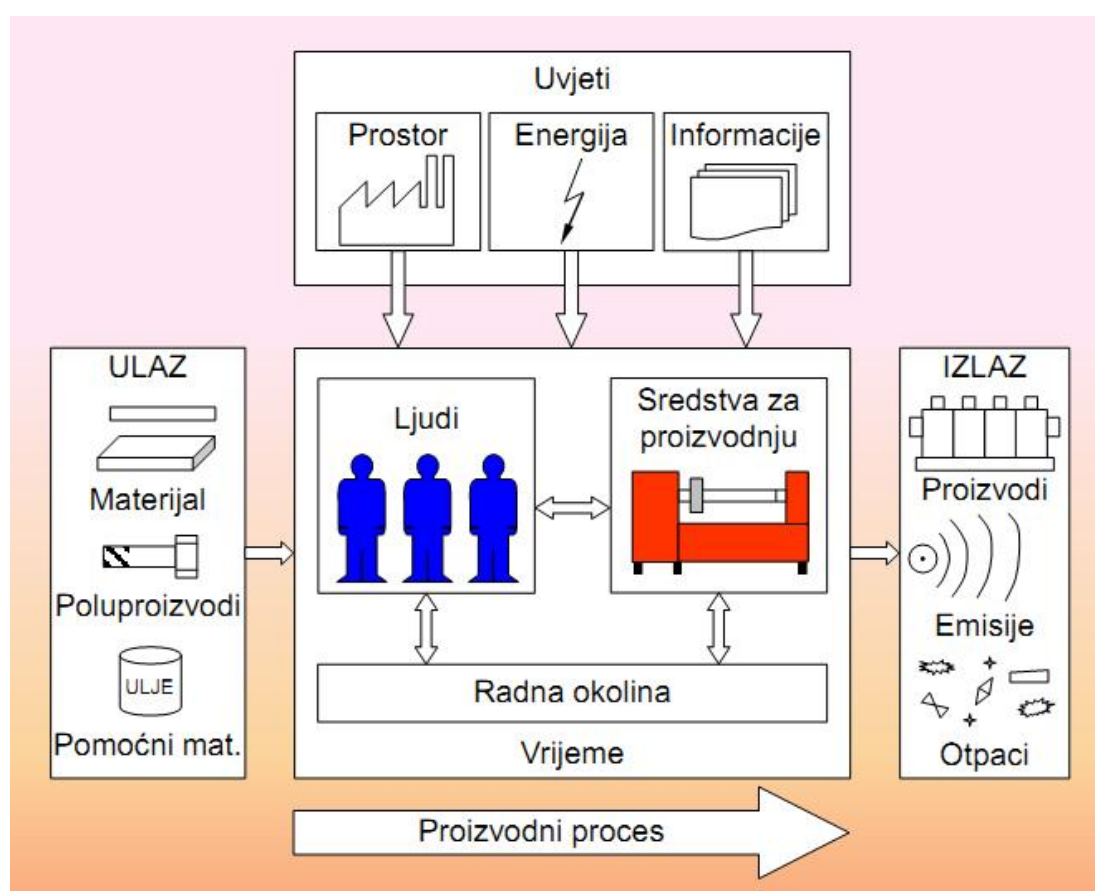 Uvjeti
Prostor
Energija
Informacije
ULAZ
Materijal
Poluproizvodi
ULJE
Pomoćni mat.
Ljudi
Sredstva za
proizvodnju
Radna okolina
Vrijeme
IZLAZ
Proizvodi
Emisije
Otpaci
Proizvodni proces